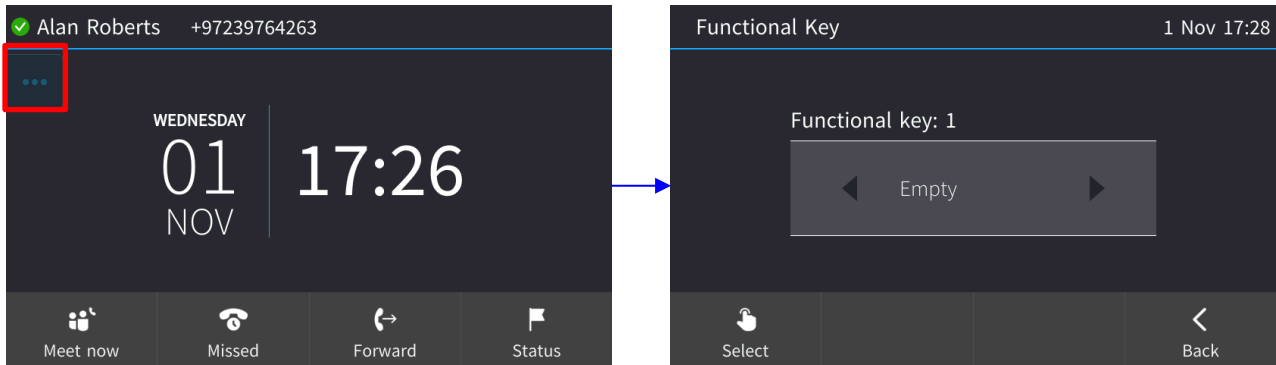 Alan Roberts +97239764263
WEDNESDAY
01
NOV
17:26
Meet now Missed Forward Status
Functional Key 1 Nov 17:28
Functional key: 1
Empty
Select Back